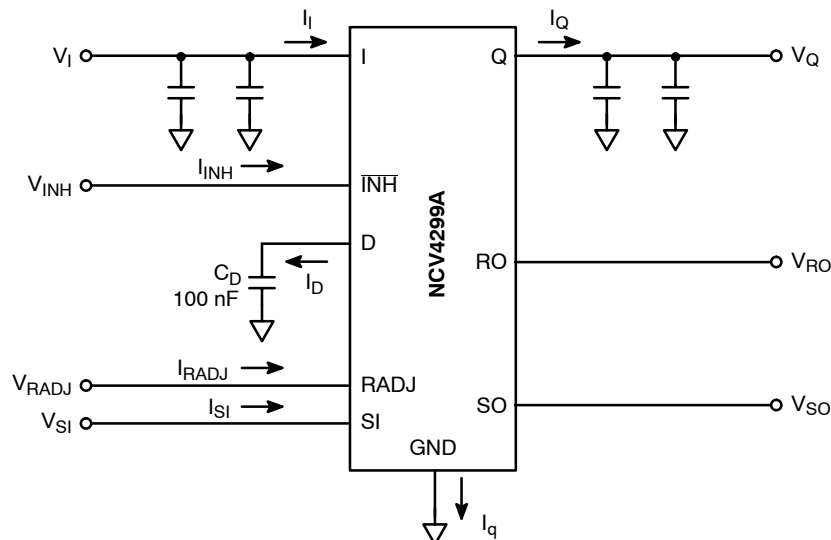 I_I
I_Q
V_I
I
Q
V_Q
I_INH
V_INH
INH
D
C_D
100 nF
I_D
NCV4299A
RO
V_RO
I_RADJ
V_RADJ
RADJ
I_SI
V_SI
SI
SO
V_SO
GND
I_q